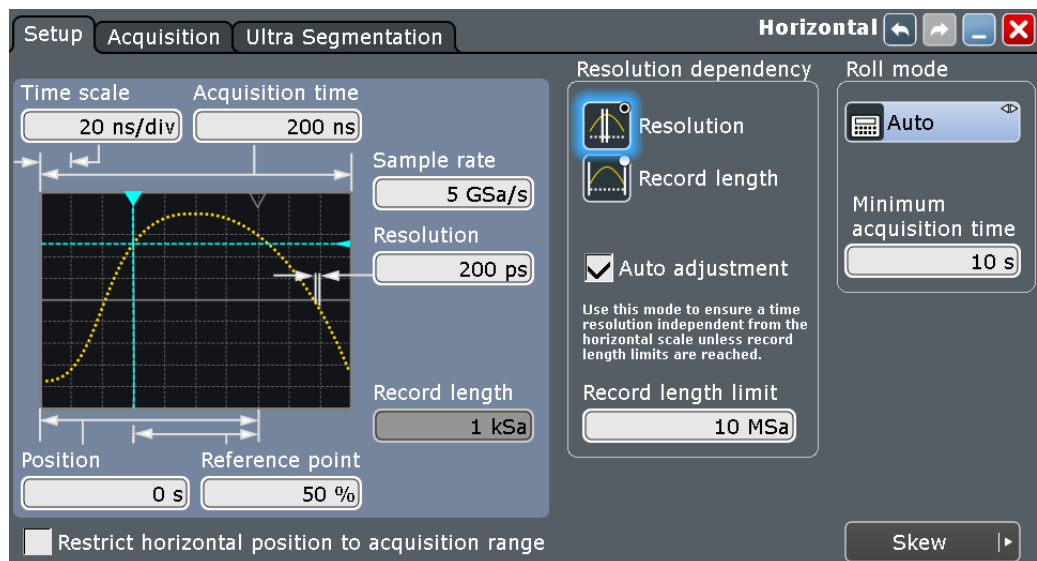 Setup
Acquisition
Ultra Segmentation
Horizontal
Time scale
20 ns/div
Acquisition time
200 ns
Sample rate
5 GSa/s
Resolution
200 ps
Record length
1 kSa
Position
0 s
Reference point
50 %
Restrict horizontal position to acquisition range
Resolution dependency
Resolution
Record length
Auto adjustment
Use this mode to ensure a time
resolution independent from the
horizontal scale unless record
length limits are reached.
Record length limit
10 MSa
Roll mode
Auto
Minimum
acquisition time
10 s
Skew